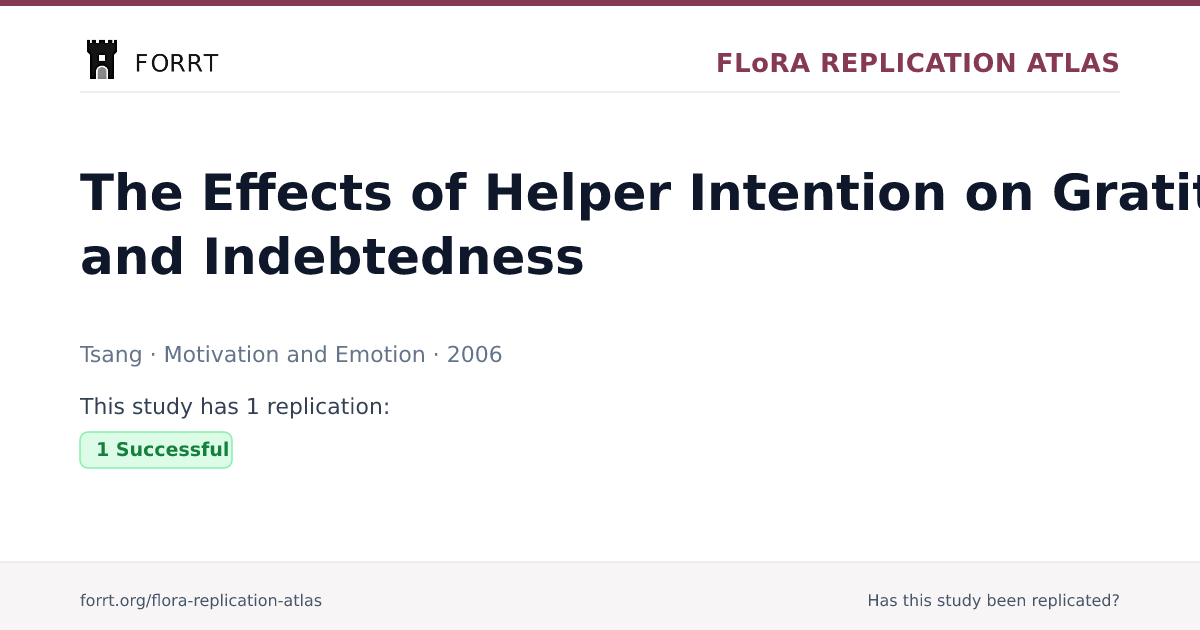 FORRT
FLoRA REPLICATION ATLAS
The Effects of Helper Intention on Grati
and Indebtedness
Tsang · Motivation and Emotion · 2006
This study has 1 replication:
1 Successful
forrt.org/flora-replication-atlas
Has this study been replicated?